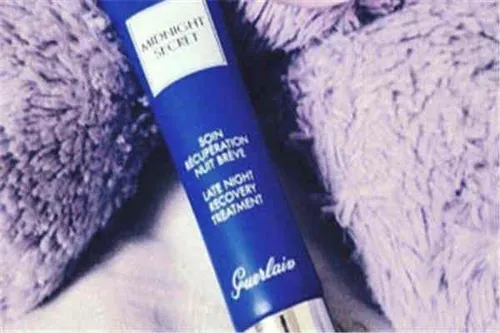 MIDNIGHT
SECRET
SOIN
RÉCUPÉRATION
NUIT BRÈVE
LATE NIGHT
RECOVERY
TREATMENT
Guerlain